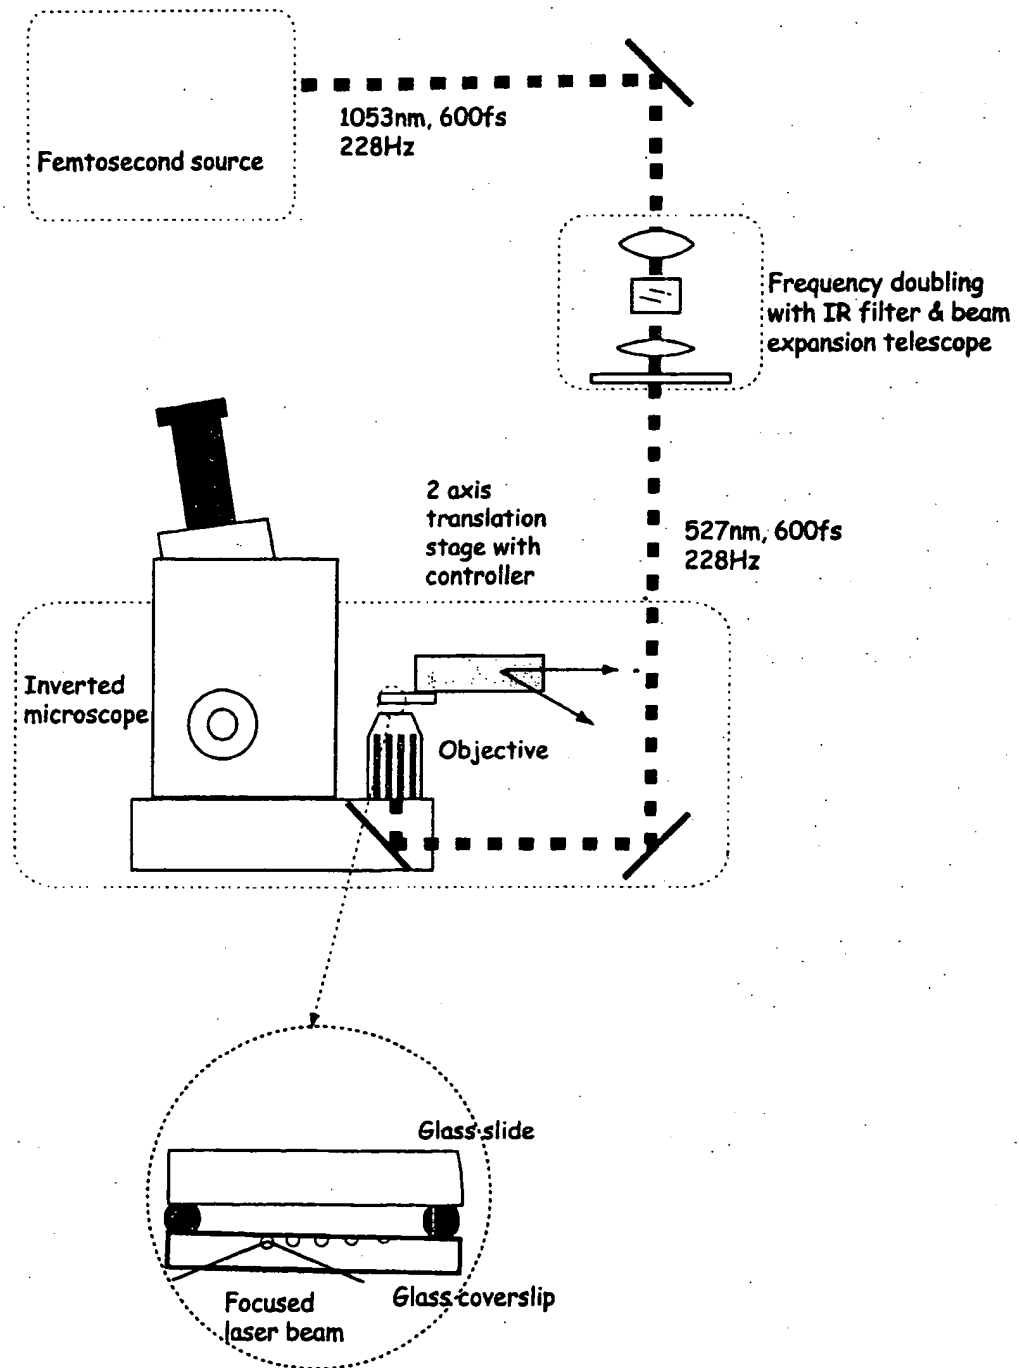 1053nm, 600fs
228Hz
Femtosecond source
Frequency doubling
with IR filter & beam
expansion telescope
2 axis
translation
stage with
controller
527nm, 600fs
228Hz
Inverted
microscope
Objective
Glass slide
Glass coverslip
Focused
laser beam